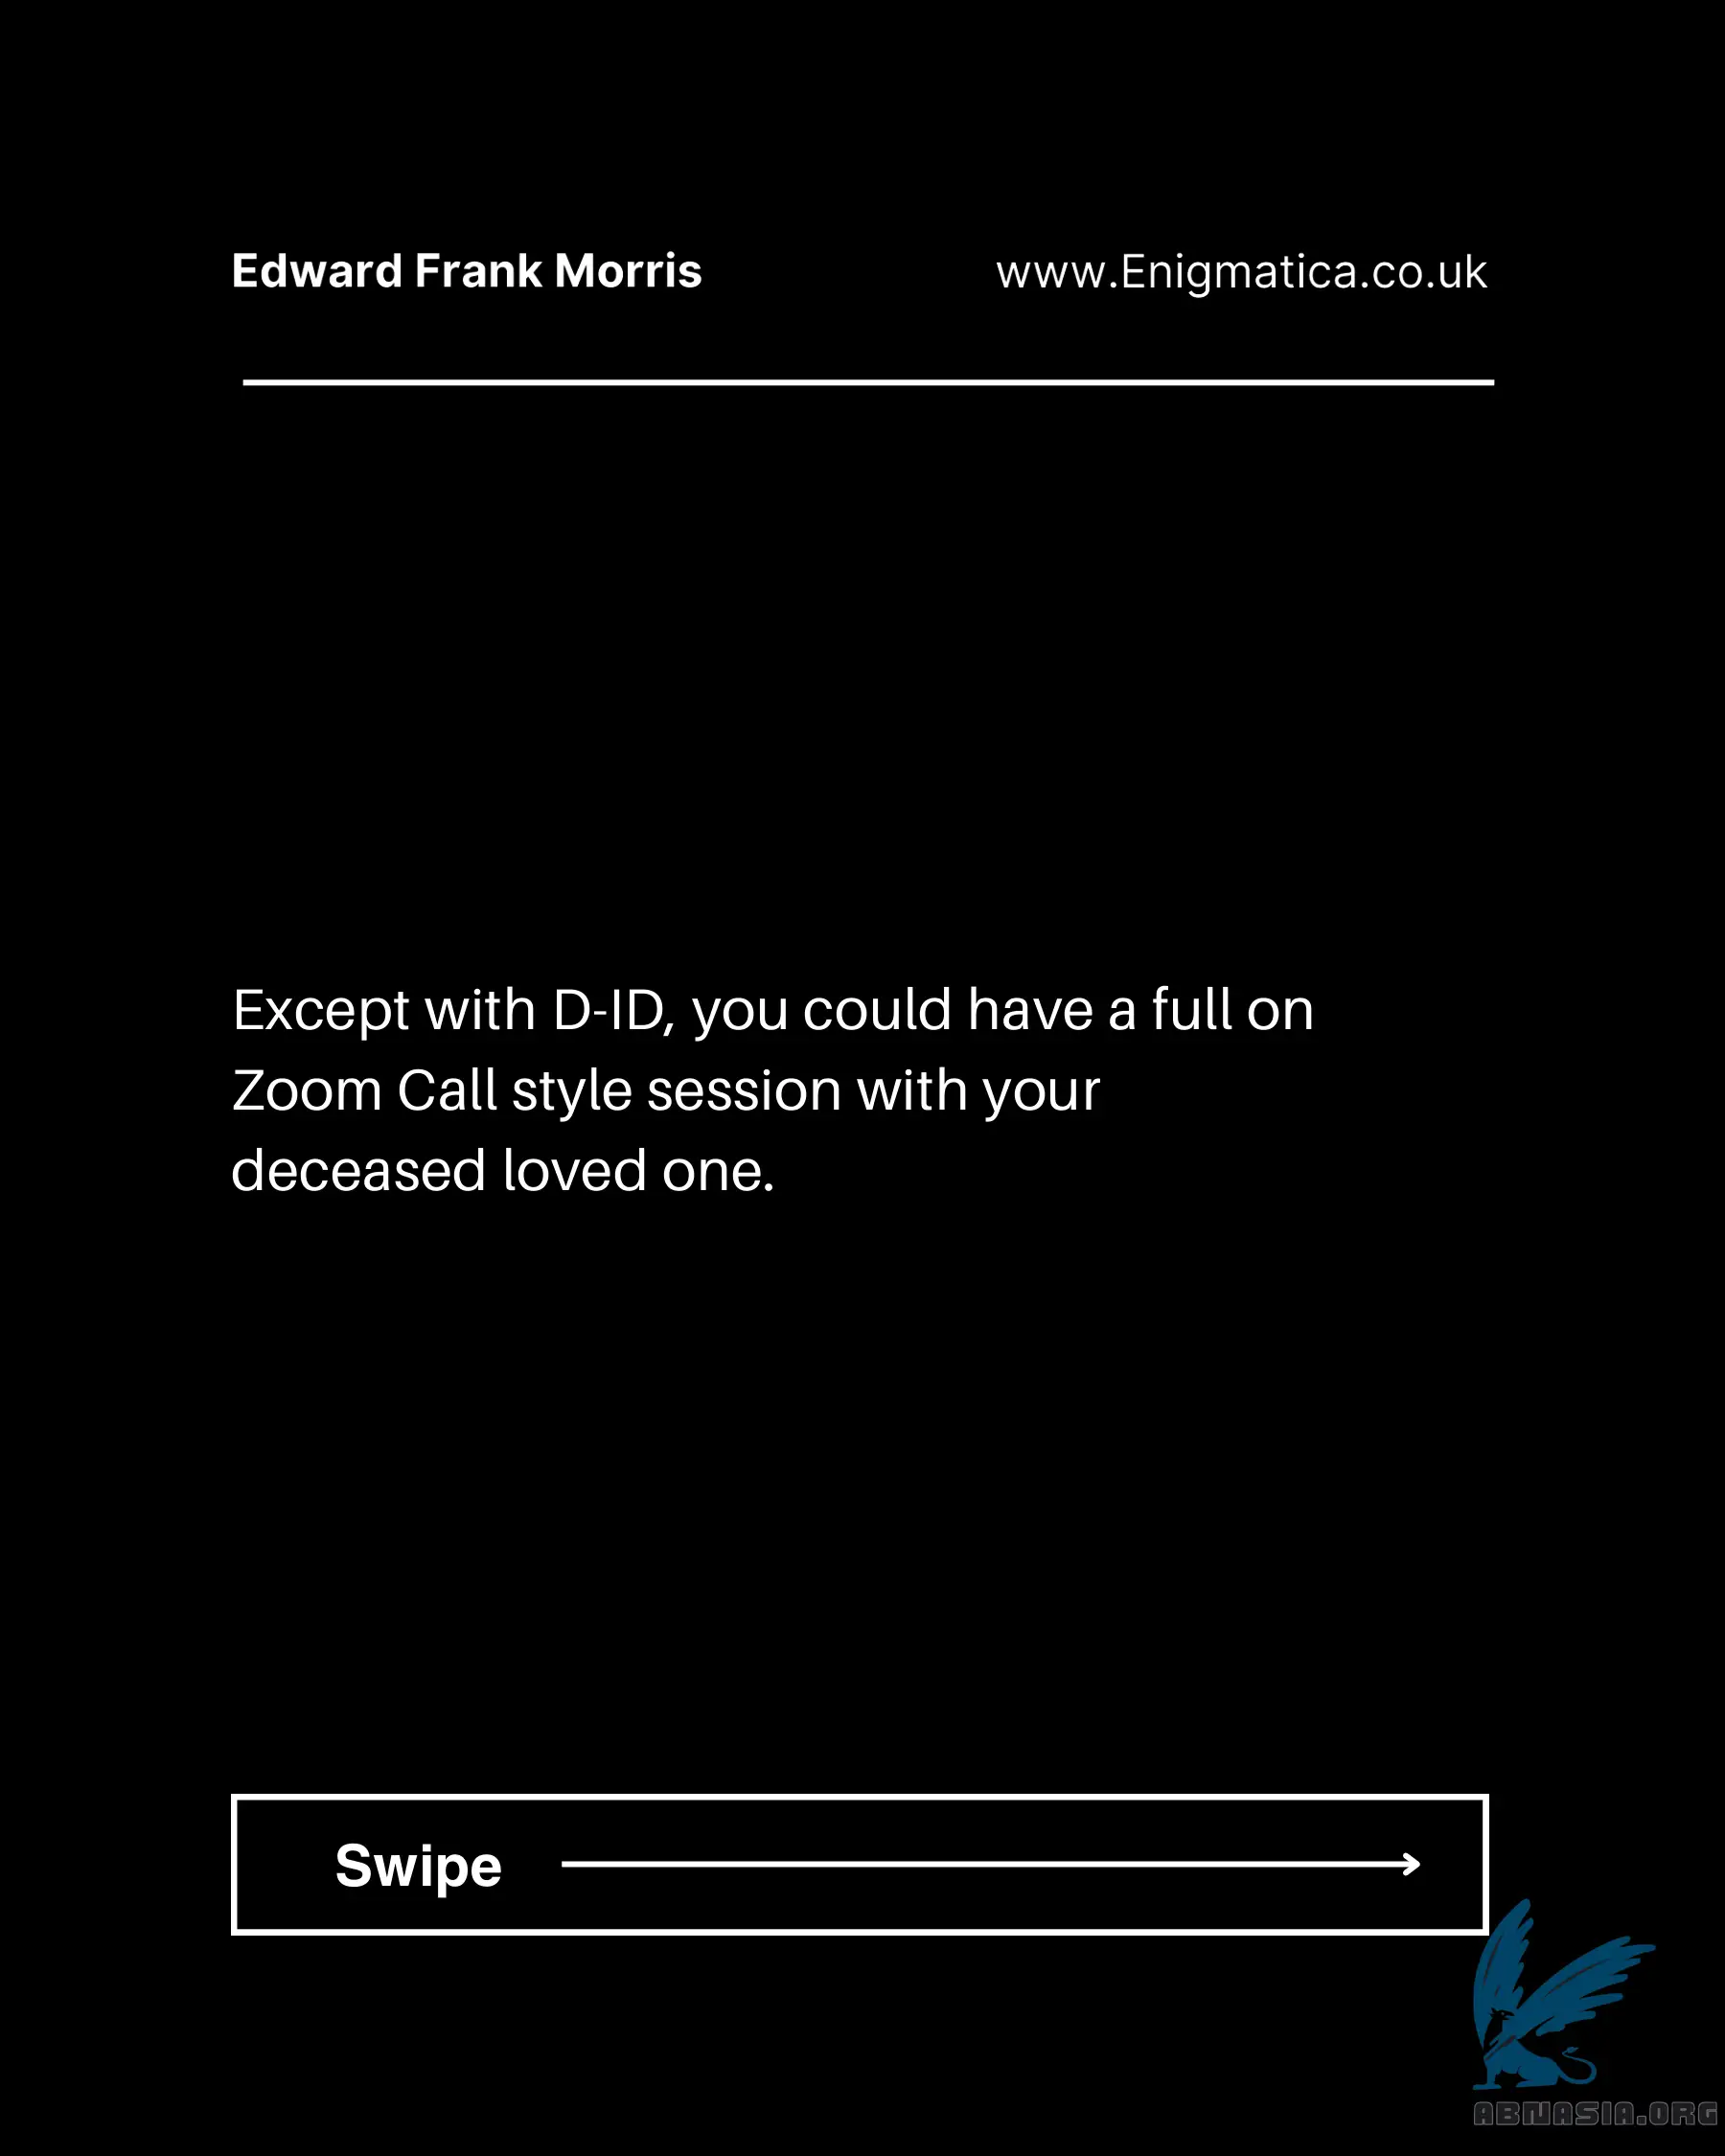 Edward Frank Morris
www.Enigmatica.co.uk
Except with D-ID, you could have a full on
Zoom Call style session with your
deceased loved one.
Swipe
ABNASIA.ORG